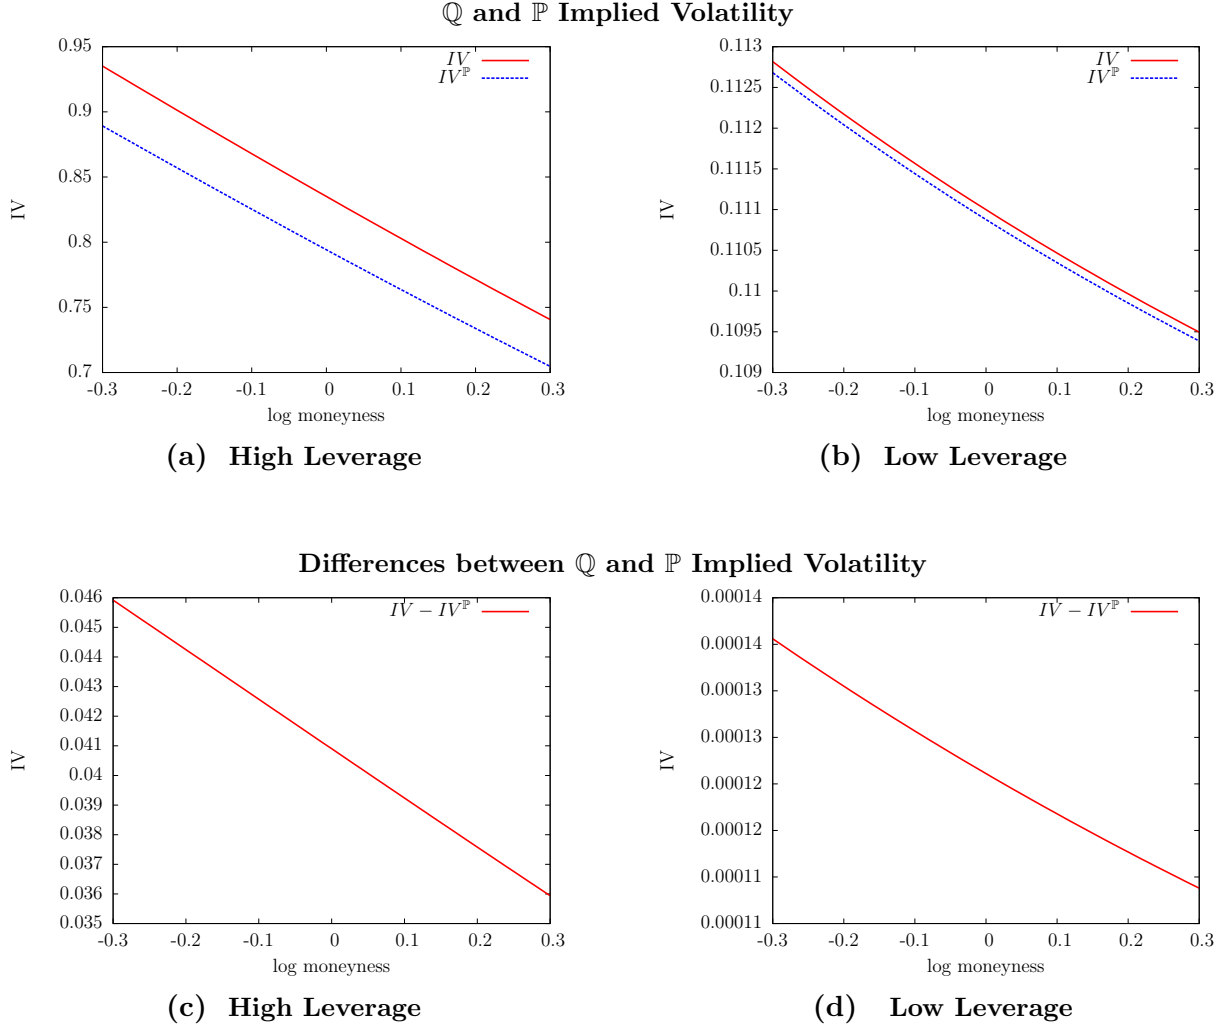 ℚ and ℙ Implied Volatility
0.95
0.9
0.85
0.8
0.75
0.7
-0.3 -0.2 -0.1 0 0.1 0.2 0.3
IV
log moneyness
IV
IV^ℙ
(a) High Leverage
0.113
0.1125
0.112
0.1115
0.111
0.1105
0.11
0.1095
0.109
-0.3 -0.2 -0.1 0 0.1 0.2 0.3
IV
log moneyness
IV
IV^ℙ
(b) Low Leverage
Differences between ℚ and ℙ Implied Volatility
0.046
0.045
0.044
0.043
0.042
0.041
0.04
0.039
0.038
0.037
0.036
0.035
-0.3 -0.2 -0.1 0 0.1 0.2 0.3
IV
log moneyness
IV − IV^ℙ
(c) High Leverage
0.00014
0.00014
0.00013
0.00013
0.00012
0.00012
0.00011
0.00011
-0.3 -0.2 -0.1 0 0.1 0.2 0.3
IV
log moneyness
IV − IV^ℙ
(d) Low Leverage